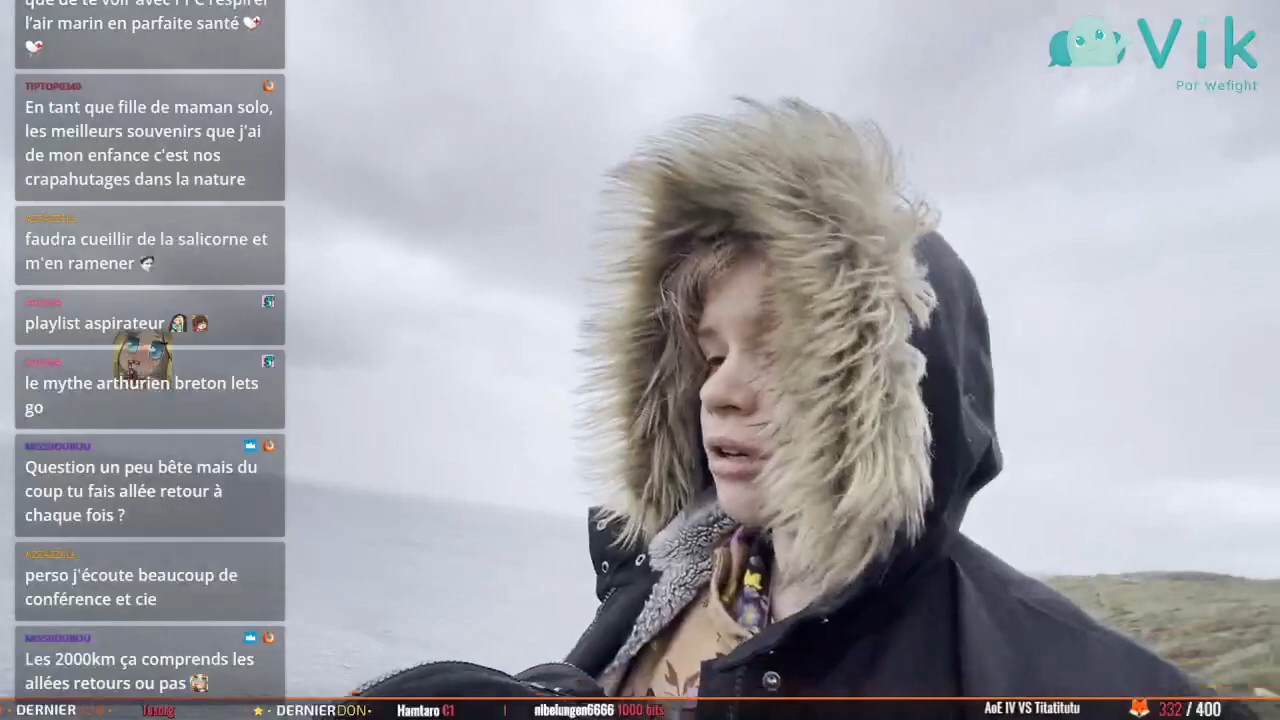 que de te voir avec l'PC respirer
l'air marin en parfaite santé
En tant que fille de maman solo,
les meilleurs souvenirs que j'ai
de mon enfance c'est nos
crapahutages dans la nature
faudra cueillir de la salicorne et
m'en ramener
playlist aspirateur
le mythe arthurien breton lets
go
Question un peu bête mais du
coup tu fais allée retour à
chaque fois ?
perso j'écoute beaucoup de
conférence et cie
Les 2000km ça comprends les
allées retours ou pas
Vik
Par Wefight
DERNIER
DERNIER DON
Hamtaro €1
nibelungen6666 1000 bits
AoE IV VS Titatitutu
332 / 400